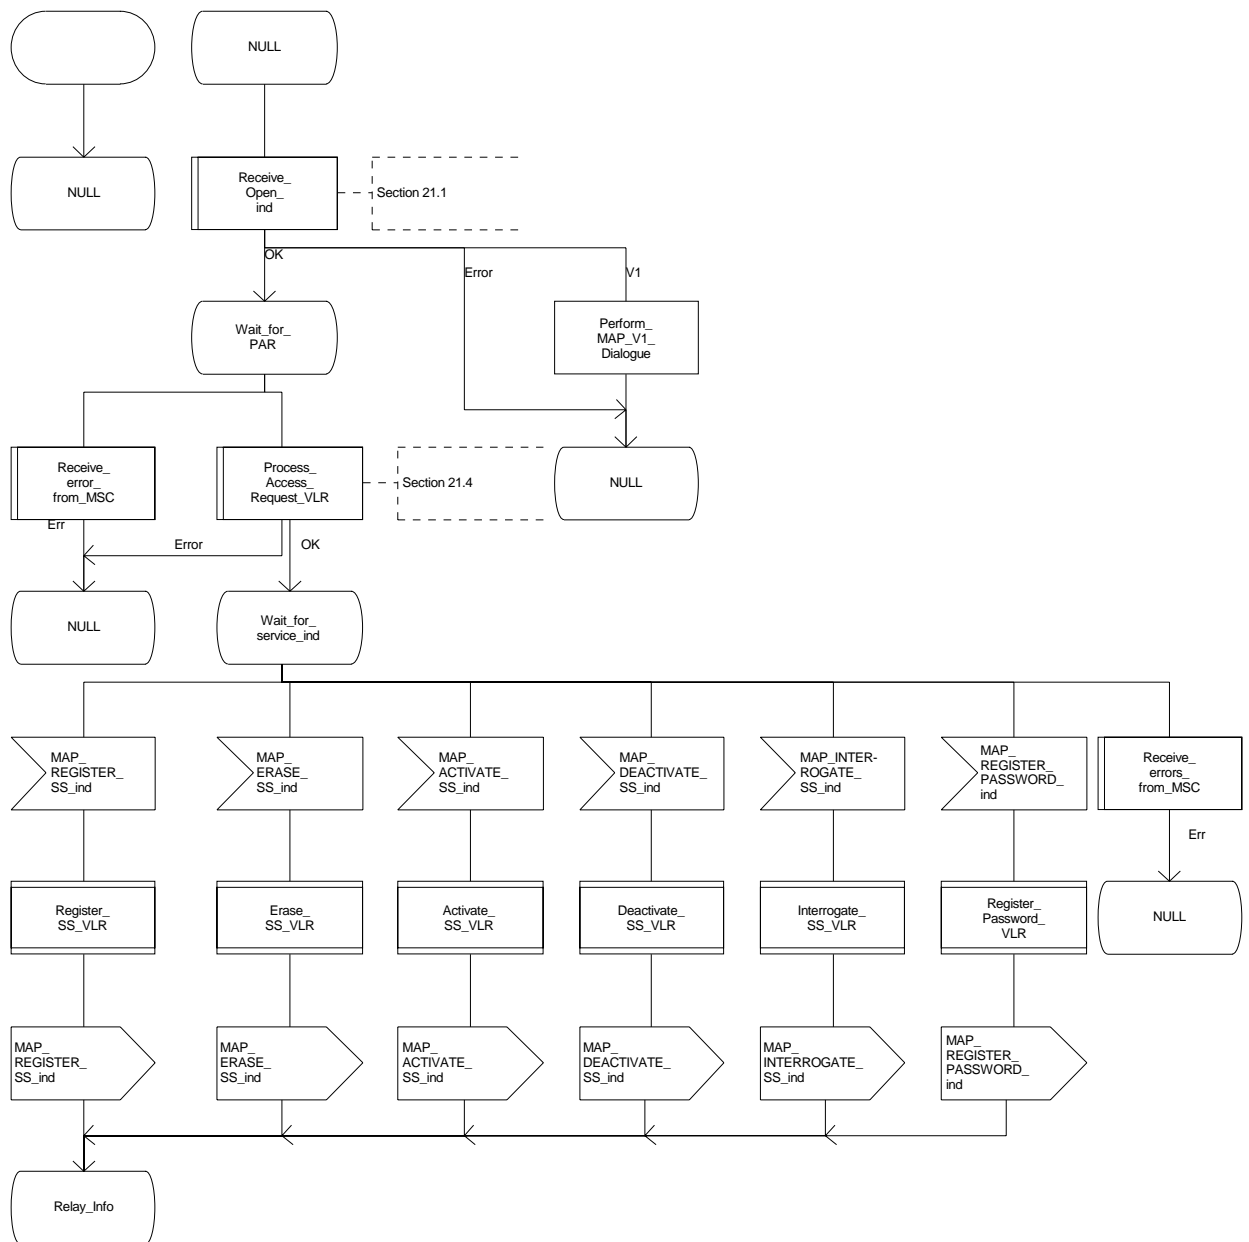 NULL
NULL
Receive_
Open_
ind
Section 21.1
OK
Error
V1
Wait_for_
PAR
Perform_
MAP_V1_
Dialogue
Receive_
error_
from_MSC
Process_
Access_
Request_VLR
Section 21.4
NULL
Err
Error
OK
NULL
Wait_for_
service_ind
MAP_
REGISTER_
SS_ind
MAP_
ERASE_
SS_ind
MAP_
ACTIVATE_
SS_ind
MAP_
DEACTIVATE_
SS_ind
MAP_INTER-
ROGATE_
SS_ind
MAP_
REGISTER_
PASSWORD_
ind
Receive_
errors_
from_MSC
Err
Register_
SS_VLR
Erase_
SS_VLR
Activate_
SS_VLR
Deactivate_
SS_VLR
Interrogate_
SS_VLR
Register_
Password_
VLR
NULL
MAP_
REGISTER_
SS_ind
MAP_
ERASE_
SS_ind
MAP_
ACTIVATE_
SS_ind
MAP_
DEACTIVATE_
SS_ind
MAP_
INTERROGATE_
SS_ind
MAP_
REGISTER_
PASSWORD_
ind
Relay_Info